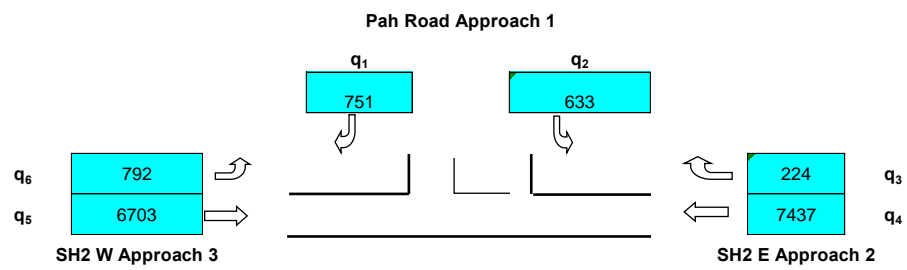 Pah Road Approach 1
q₁ q₂
751 633
q₆ 792 224 q₃
q₅ 6703 7437 q₄
SH2 W Approach 3 SH2 E Approach 2